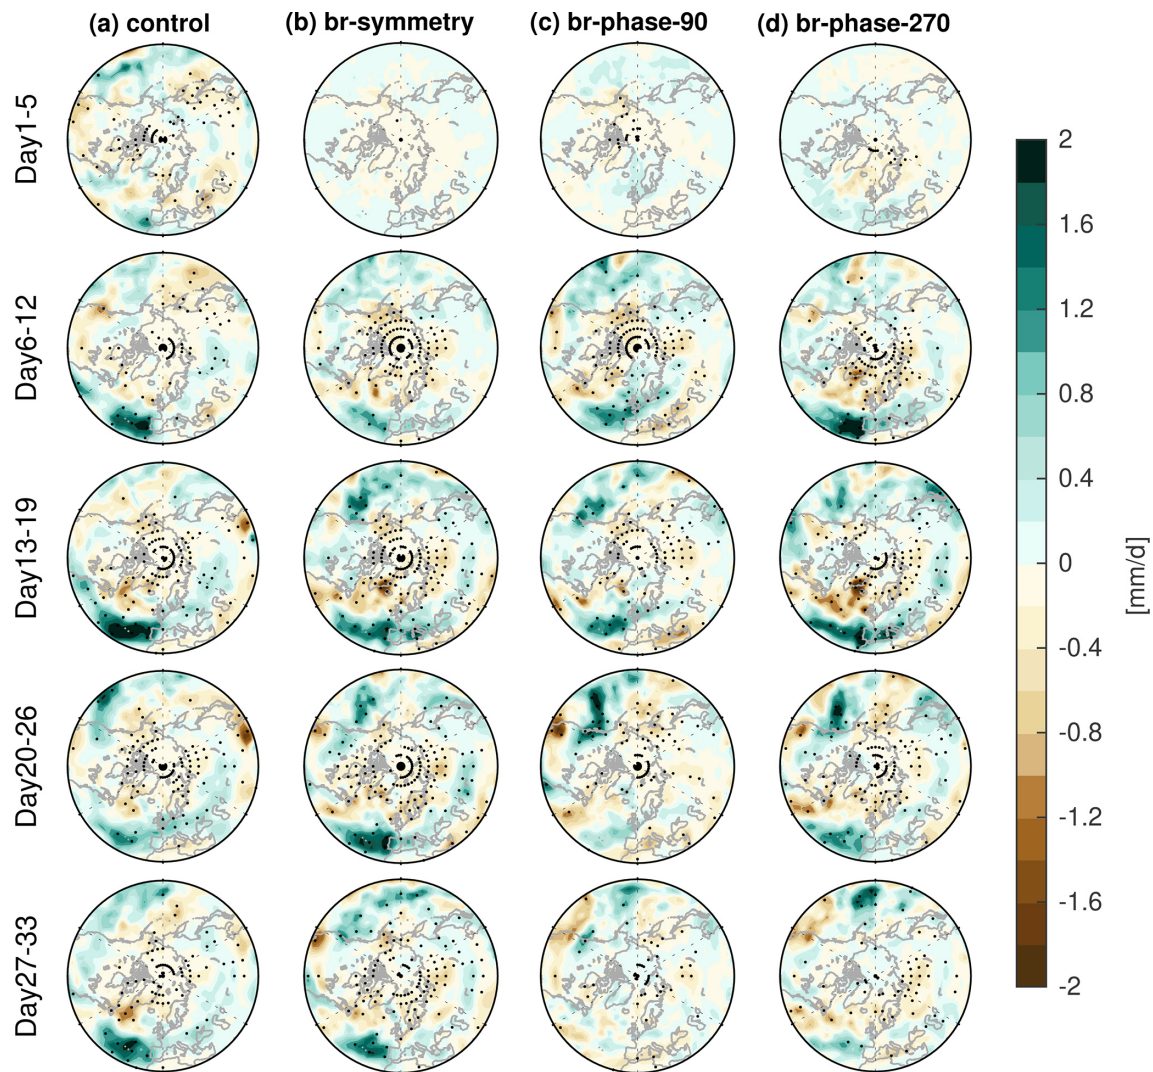 (a) control (b) br-symmetry (c) br-phase-90 (d) br-phase-270
Day1-5
Day6-12
Day13-19
Day20-26
Day27-33
2
1.6
1.2
0.8
0.4
0
-0.4
-0.8
-1.2
-1.6
-2
[mm/d]